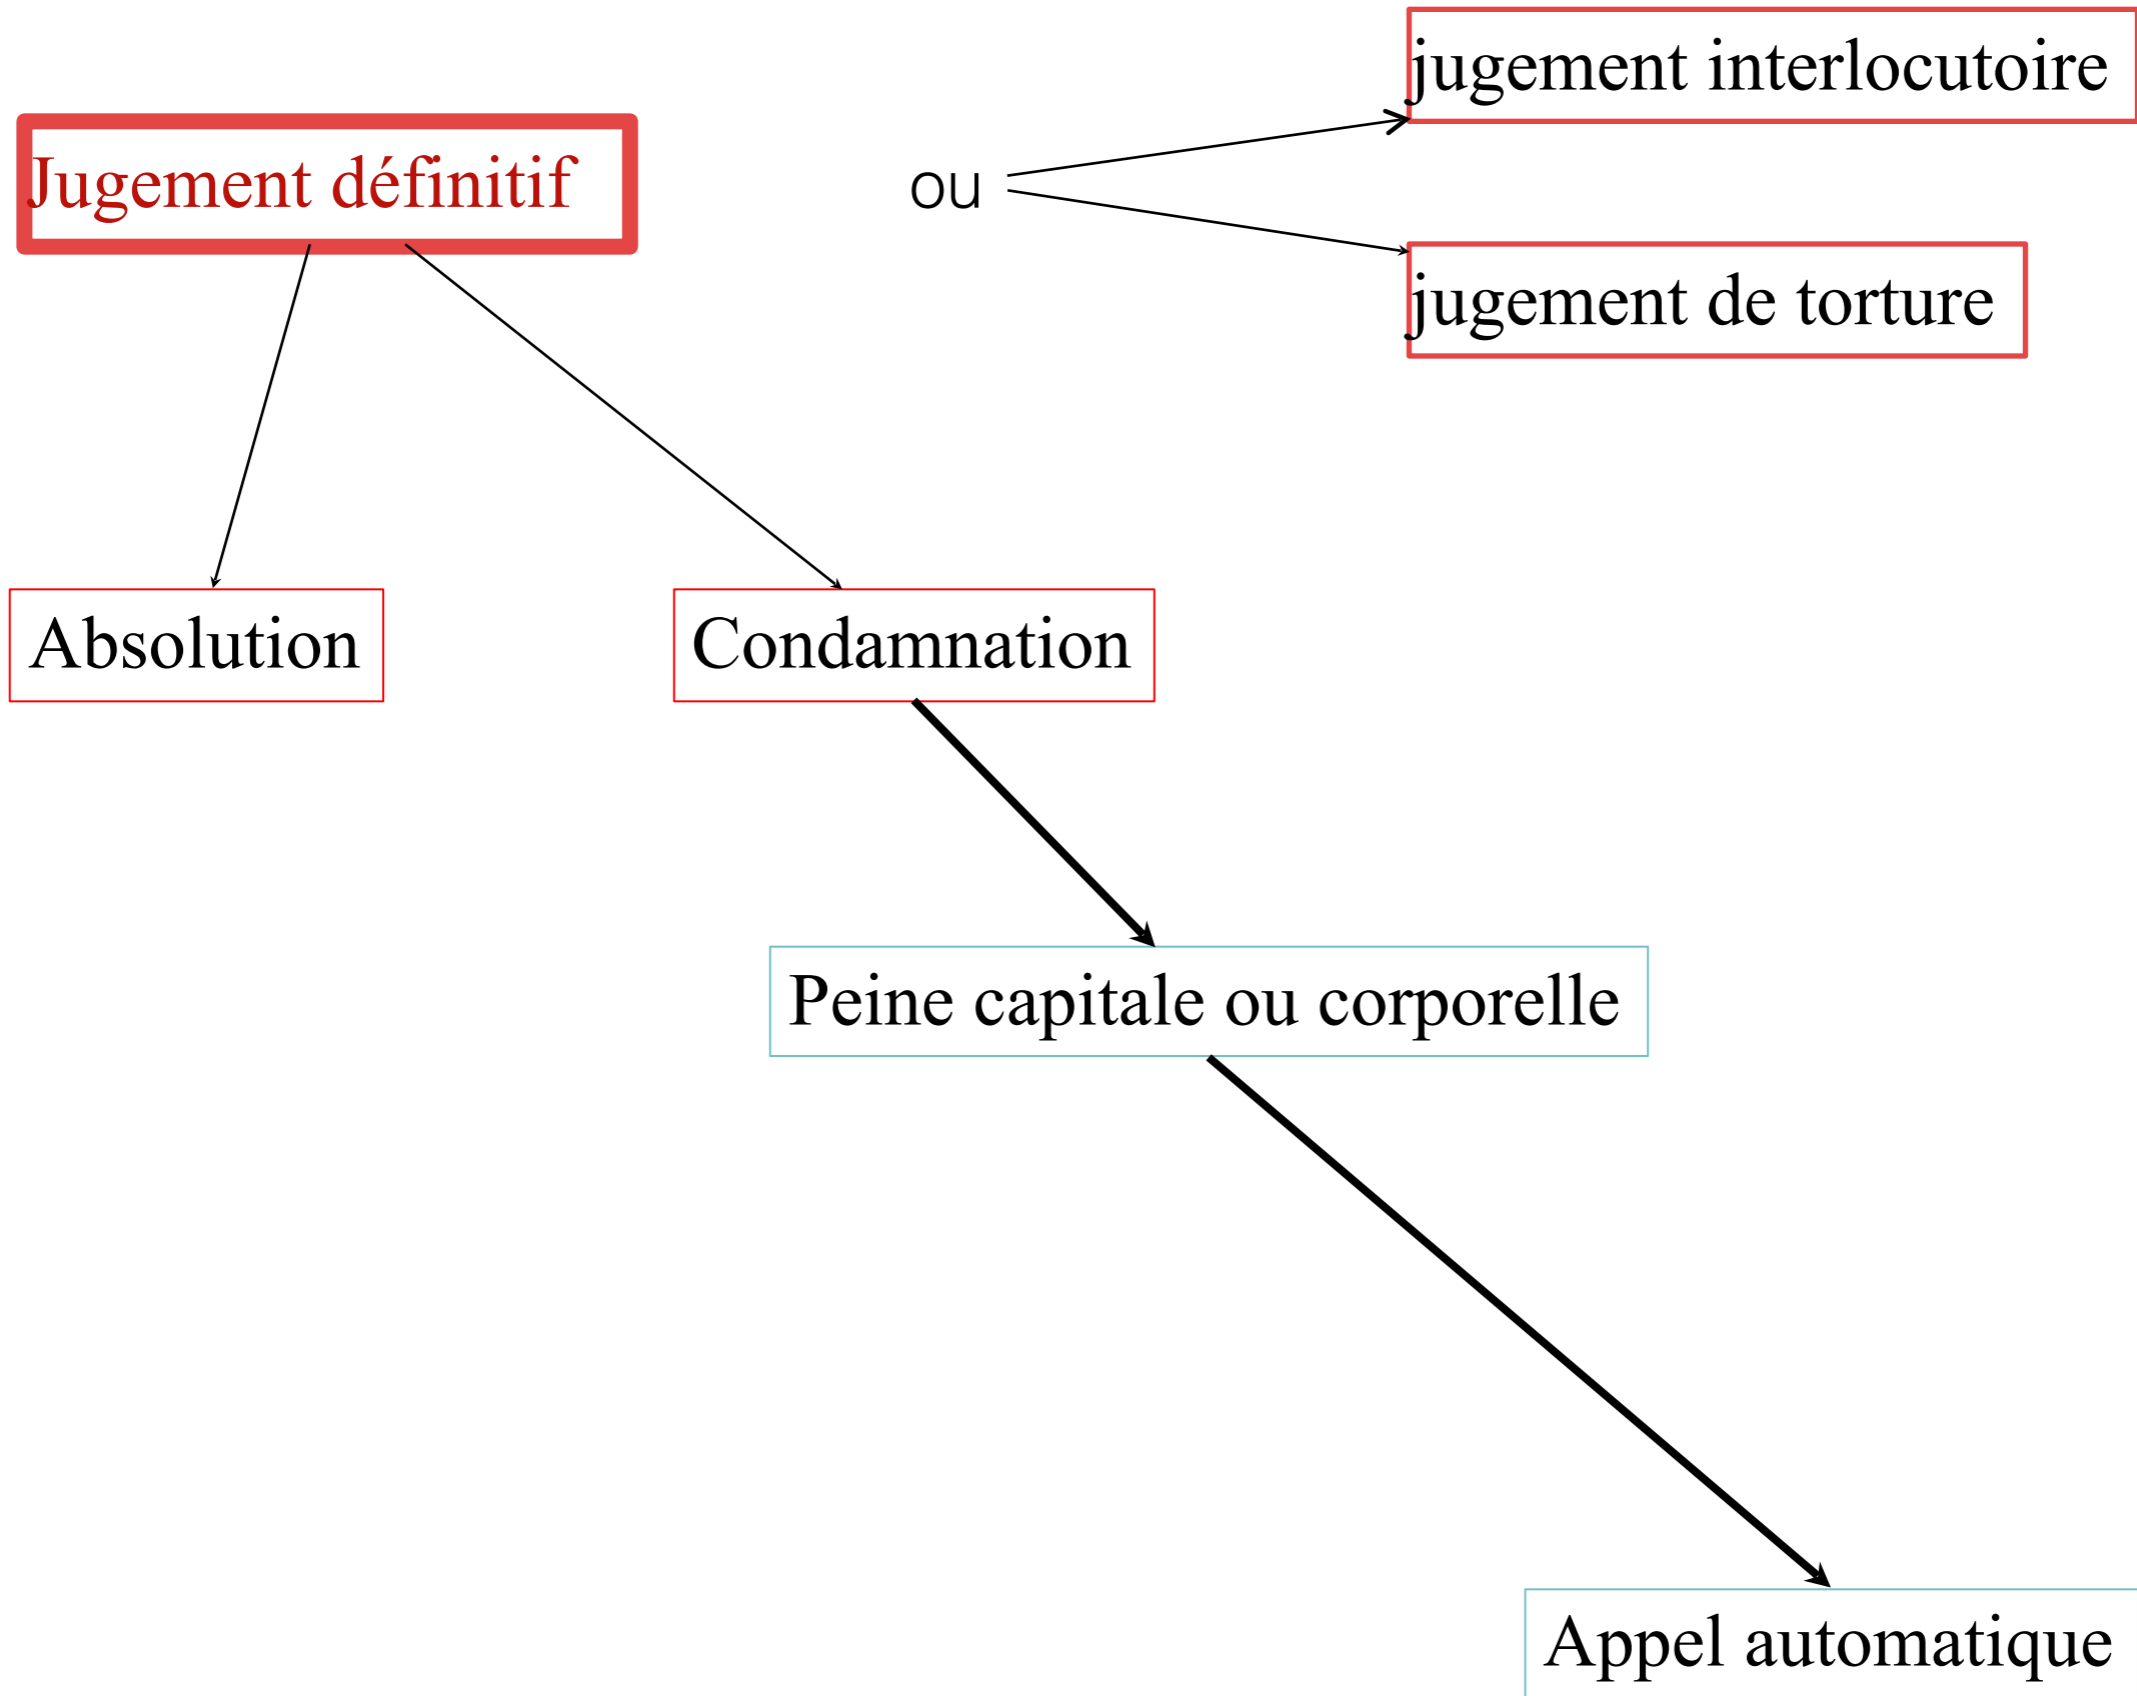 jugement interlocutoire
Jugement définitif
ou
jugement de torture
Absolution
Condamnation
Peine capitale ou corporelle
Appel automatique